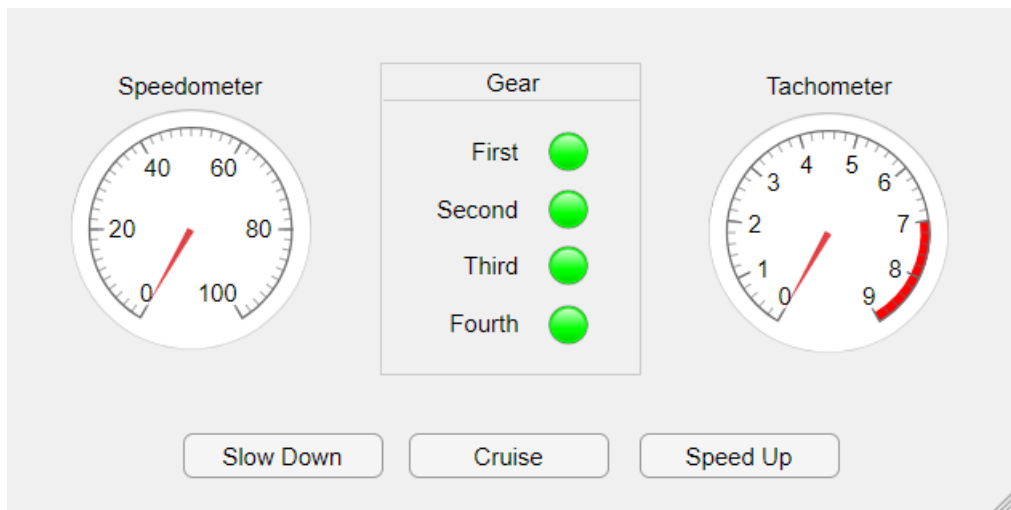 Speedometer
0
20
40
60
80
100
Gear
First
Second
Third
Fourth
Tachometer
0
1
2
3
4
5
6
7
8
9
Slow Down
Cruise
Speed Up